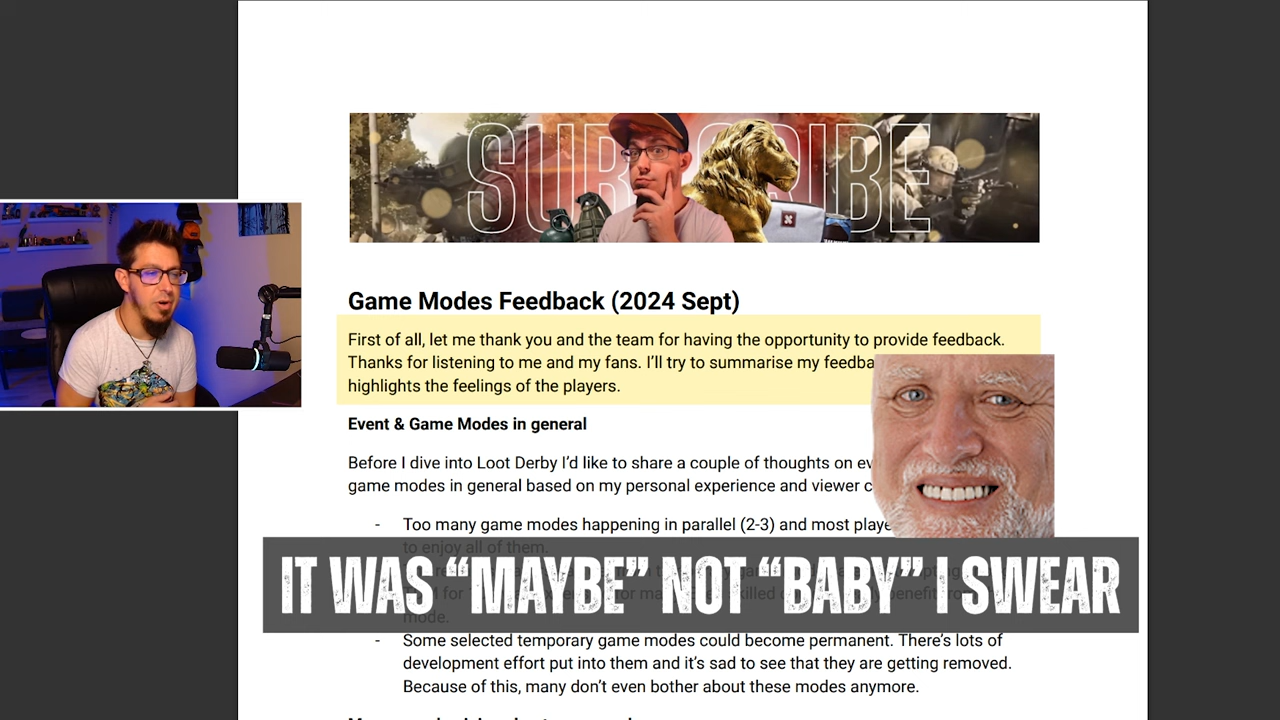 SUBSCRIBE
Game Modes Feedback (2024 Sept)
First of all, let me thank you and the team for having the opportunity to provide feedback.
Thanks for listening to me and my fans. I’ll try to summarise my
highlights the feelings of the players.
Event & Game Modes in general
Before I dive into Loot Derby I’d like to share a couple of thoughts on
game modes in general based on my personal experience and viewer
- Too many game modes happening in parallel (2-3) and most
to enjoy all of them.
IT WAS “MAYBE” NOT “BABY” I SWEAR
mode.
- Some selected temporary game modes could become permanent. There’s lots of
development effort put into them and it’s sad to see that they are getting removed.
Because of this, many don’t even bother about these modes anymore.